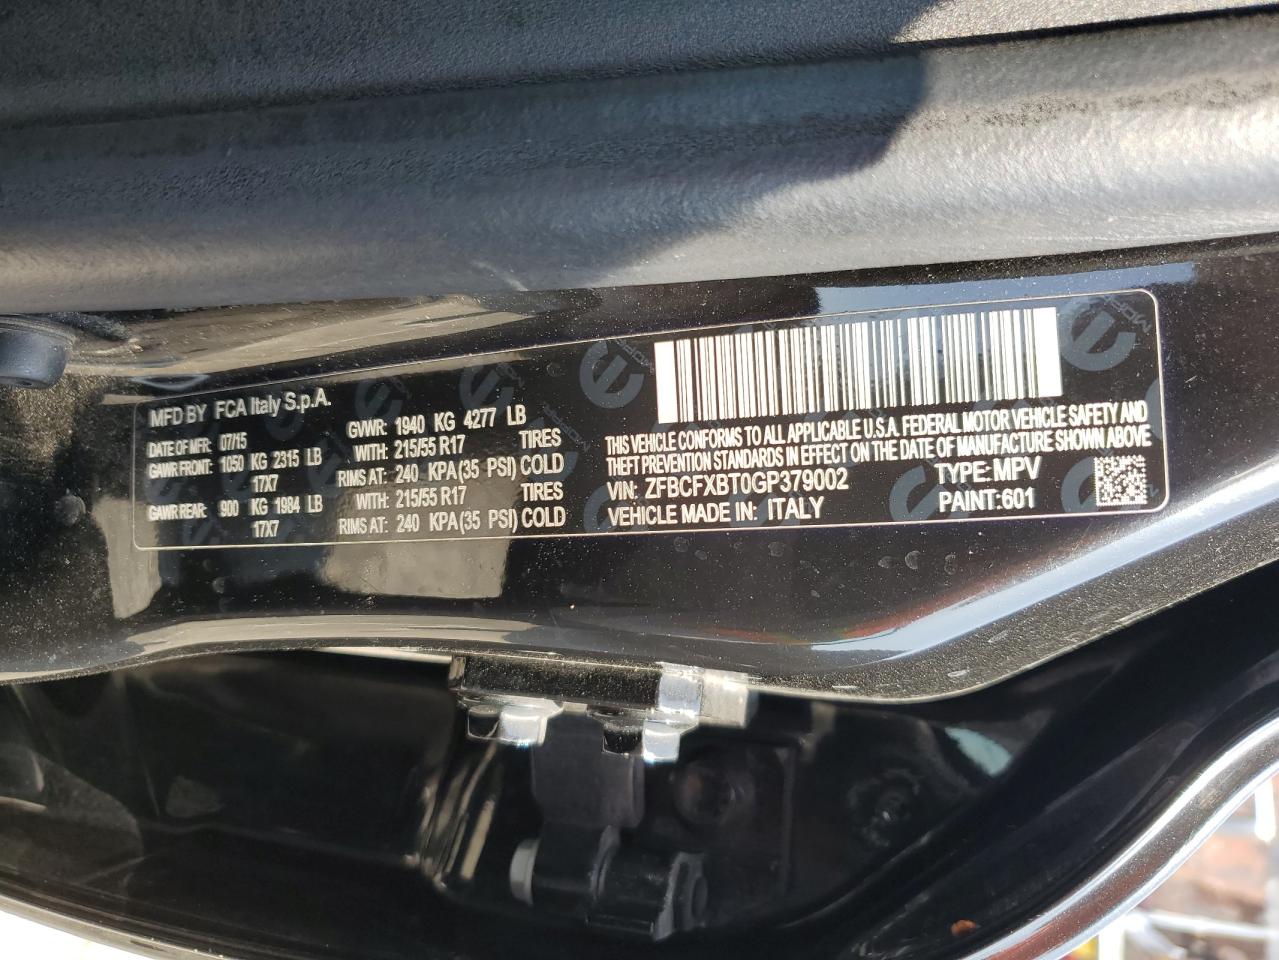 MFD BY FCA Italy S.p.A.
DATE OF MFR: 07/15 GVWR: 1940 KG 4277 LB
GAWR FRONT: 1050 KG 2315 LB WITH: 215/55 R17 TIRES
17X7 RIMS AT: 240 KPA(35 PSI) COLD
GAWR REAR: 900 KG 1984 LB WITH: 215/55 R17 TIRES
17X7 RIMS AT: 240 KPA(35 PSI) COLD
THIS VEHICLE CONFORMS TO ALL APPLICABLE U.S.A. FEDERAL MOTOR VEHICLE SAFETY AND
THEFT PREVENTION STANDARDS IN EFFECT ON THE DATE OF MANUFACTURE SHOWN ABOVE
VIN: ZFBCFXBT0GP379002 TYPE:MPV
VEHICLE MADE IN: ITALY PAINT:601